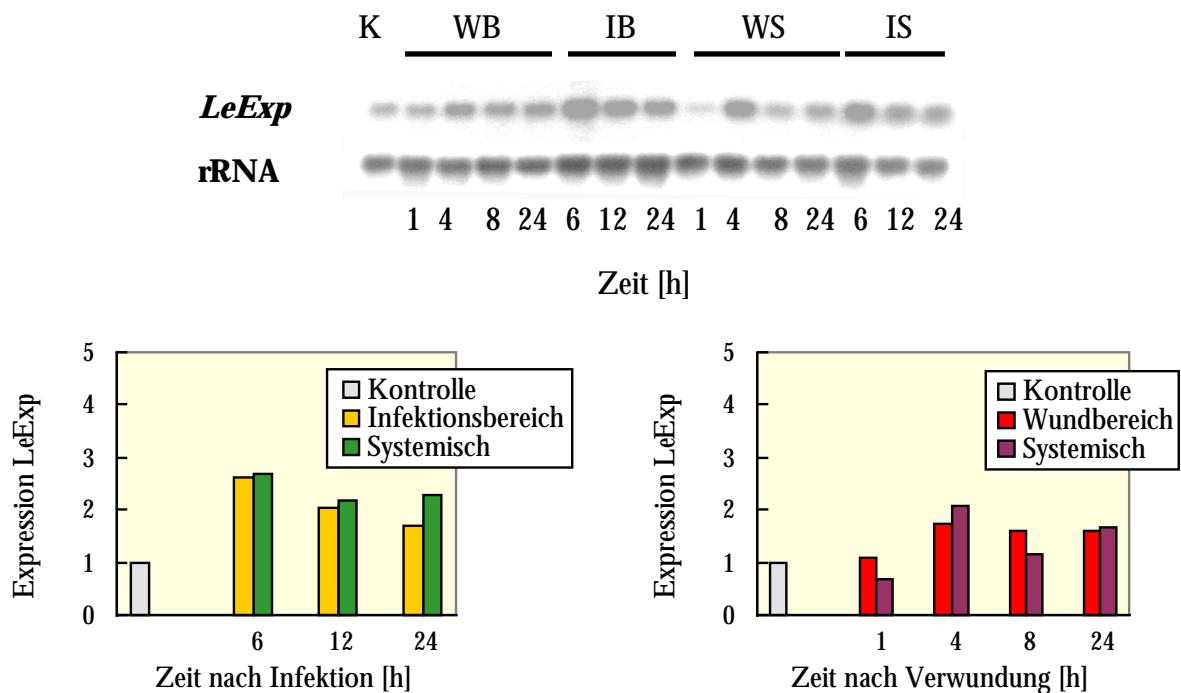 K WB IB WS IS
LeExp
rRNA
1 4 8 24 6 12 24 1 4 8 24 6 12 24
Zeit [h]
5
4
3
2
1
0
Expression LeExp
Kontrolle
Infektionsbereich
Systemisch
6 12 24
Zeit nach Infektion [h]
5
4
3
2
1
0
Expression LeExp
Kontrolle
Wundbereich
Systemisch
1 4 8 24
Zeit nach Verwundung [h]